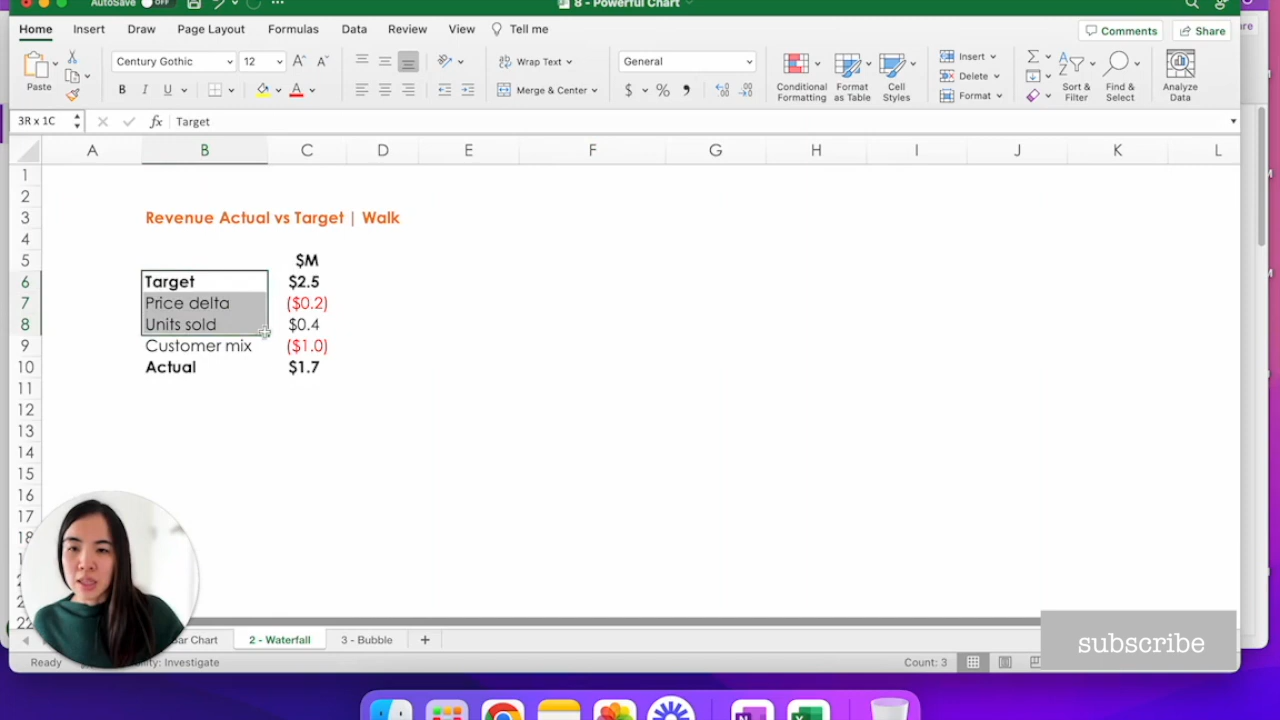 AutoSave OFF
8 - Powerful Chart
Home Insert Draw Page Layout Formulas Data Review View Tell me
Comments Share
Paste
Century Gothic 12
B I U A
Wrap Text
Merge & Center
General
$ %
Conditional Formatting
Format as Table
Cell Styles
Insert
Delete
Format
Sort & Filter
Find & Select
Analyze Data
3R x 1C fx Target
A B C D E F G H I J K L
1
2
3 Revenue Actual vs Target | Walk
4
5 $M
6 Target $2.5
7 Price delta ($0.2)
8 Units sold $0.4
9 Customer mix ($1.0)
10 Actual $1.7
11
12
13
14
15
16
17
18
22
Bar Chart 2 - Waterfall 3 - Bubble +
subscribe
Ready
Investigate
Count: 3